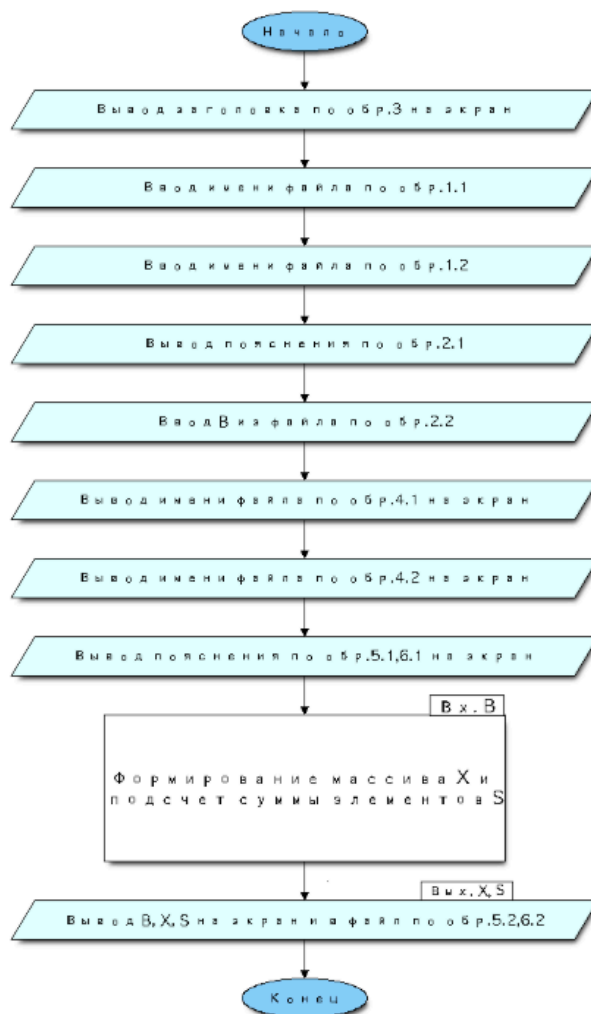 Начало
Вывод заголовка по обр.3 на экран
Ввод имени файла по обр.1.1
Ввод имени файла по обр.1.2
Вывод пояснения по обр.2.1
Ввод B из файла по обр.2.2
Вывод имени файла по обр.4.1 на экран
Вывод имени файла по обр.4.2 на экран
Вывод пояснения по обр.5.1,6.1 на экран
Вх. B
Формирование массива X и
подсчет суммы элементов S
Вых. X, S
Вывод B, X, S на экран и в файл по обр.5.2,6.2
Конец